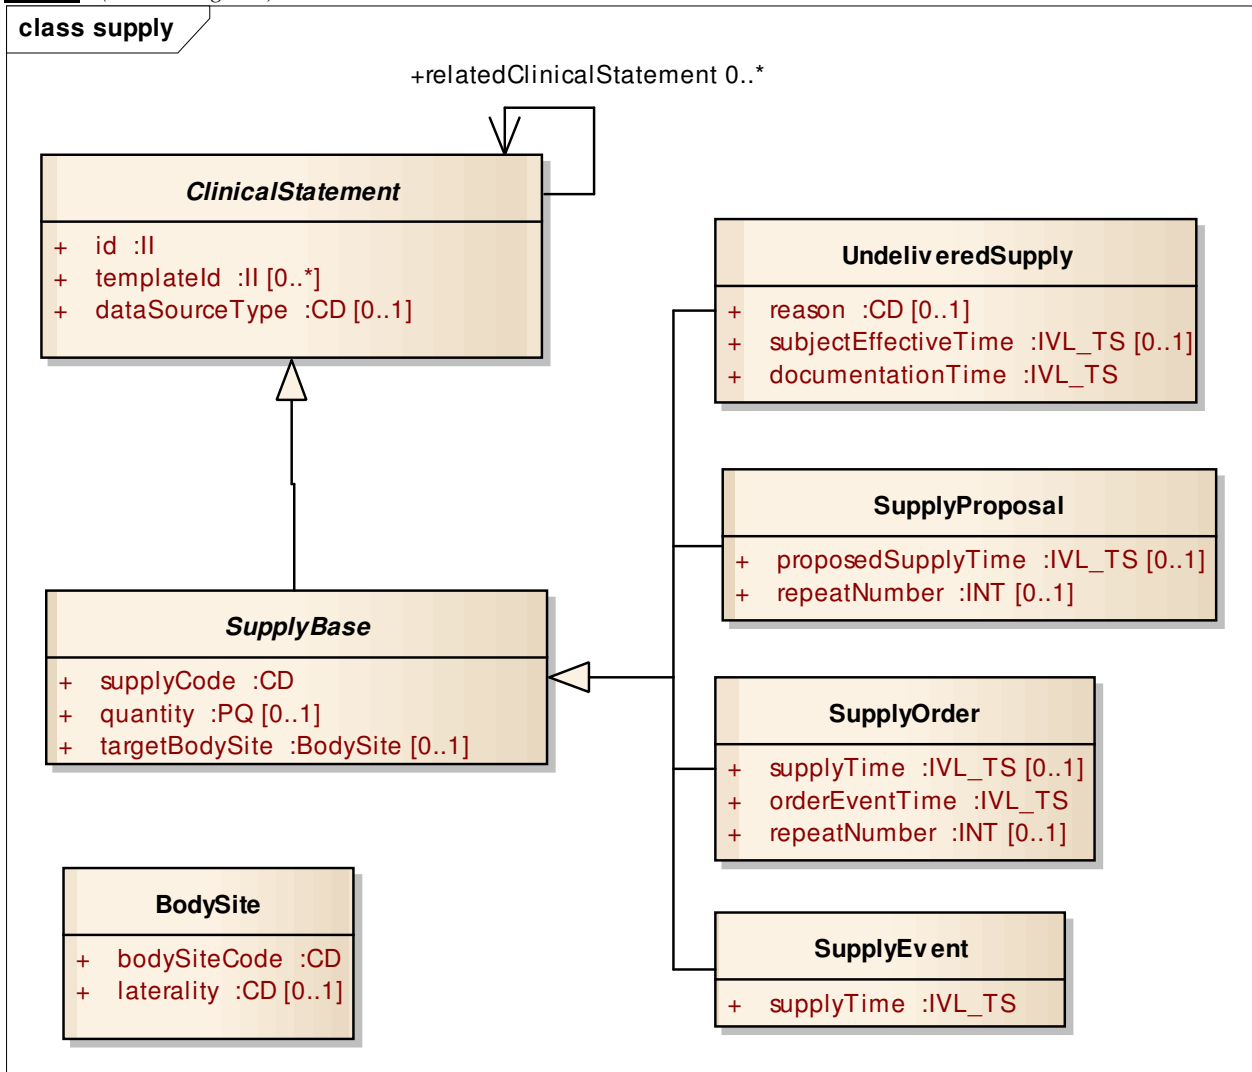 class supply
+relatedClinicalStatement 0..*
ClinicalStatement
+ id :II
+ templateId :II [0..*]
+ dataSourceType :CD [0..1]
UndeliveredSupply
+ reason :CD [0..1]
+ subjectEffectiveTime :IVL_TS [0..1]
+ documentationTime :IVL_TS
SupplyProposal
+ proposedSupplyTime :IVL_TS [0..1]
+ repeatNumber :INT [0..1]
SupplyBase
+ supplyCode :CD
+ quantity :PQ [0..1]
+ targetBodySite :BodySite [0..1]
SupplyOrder
+ supplyTime :IVL_TS [0..1]
+ orderEventTime :IVL_TS
+ repeatNumber :INT [0..1]
BodySite
+ bodySiteCode :CD
+ laterality :CD [0..1]
SupplyEvent
+ supplyTime :IVL_TS